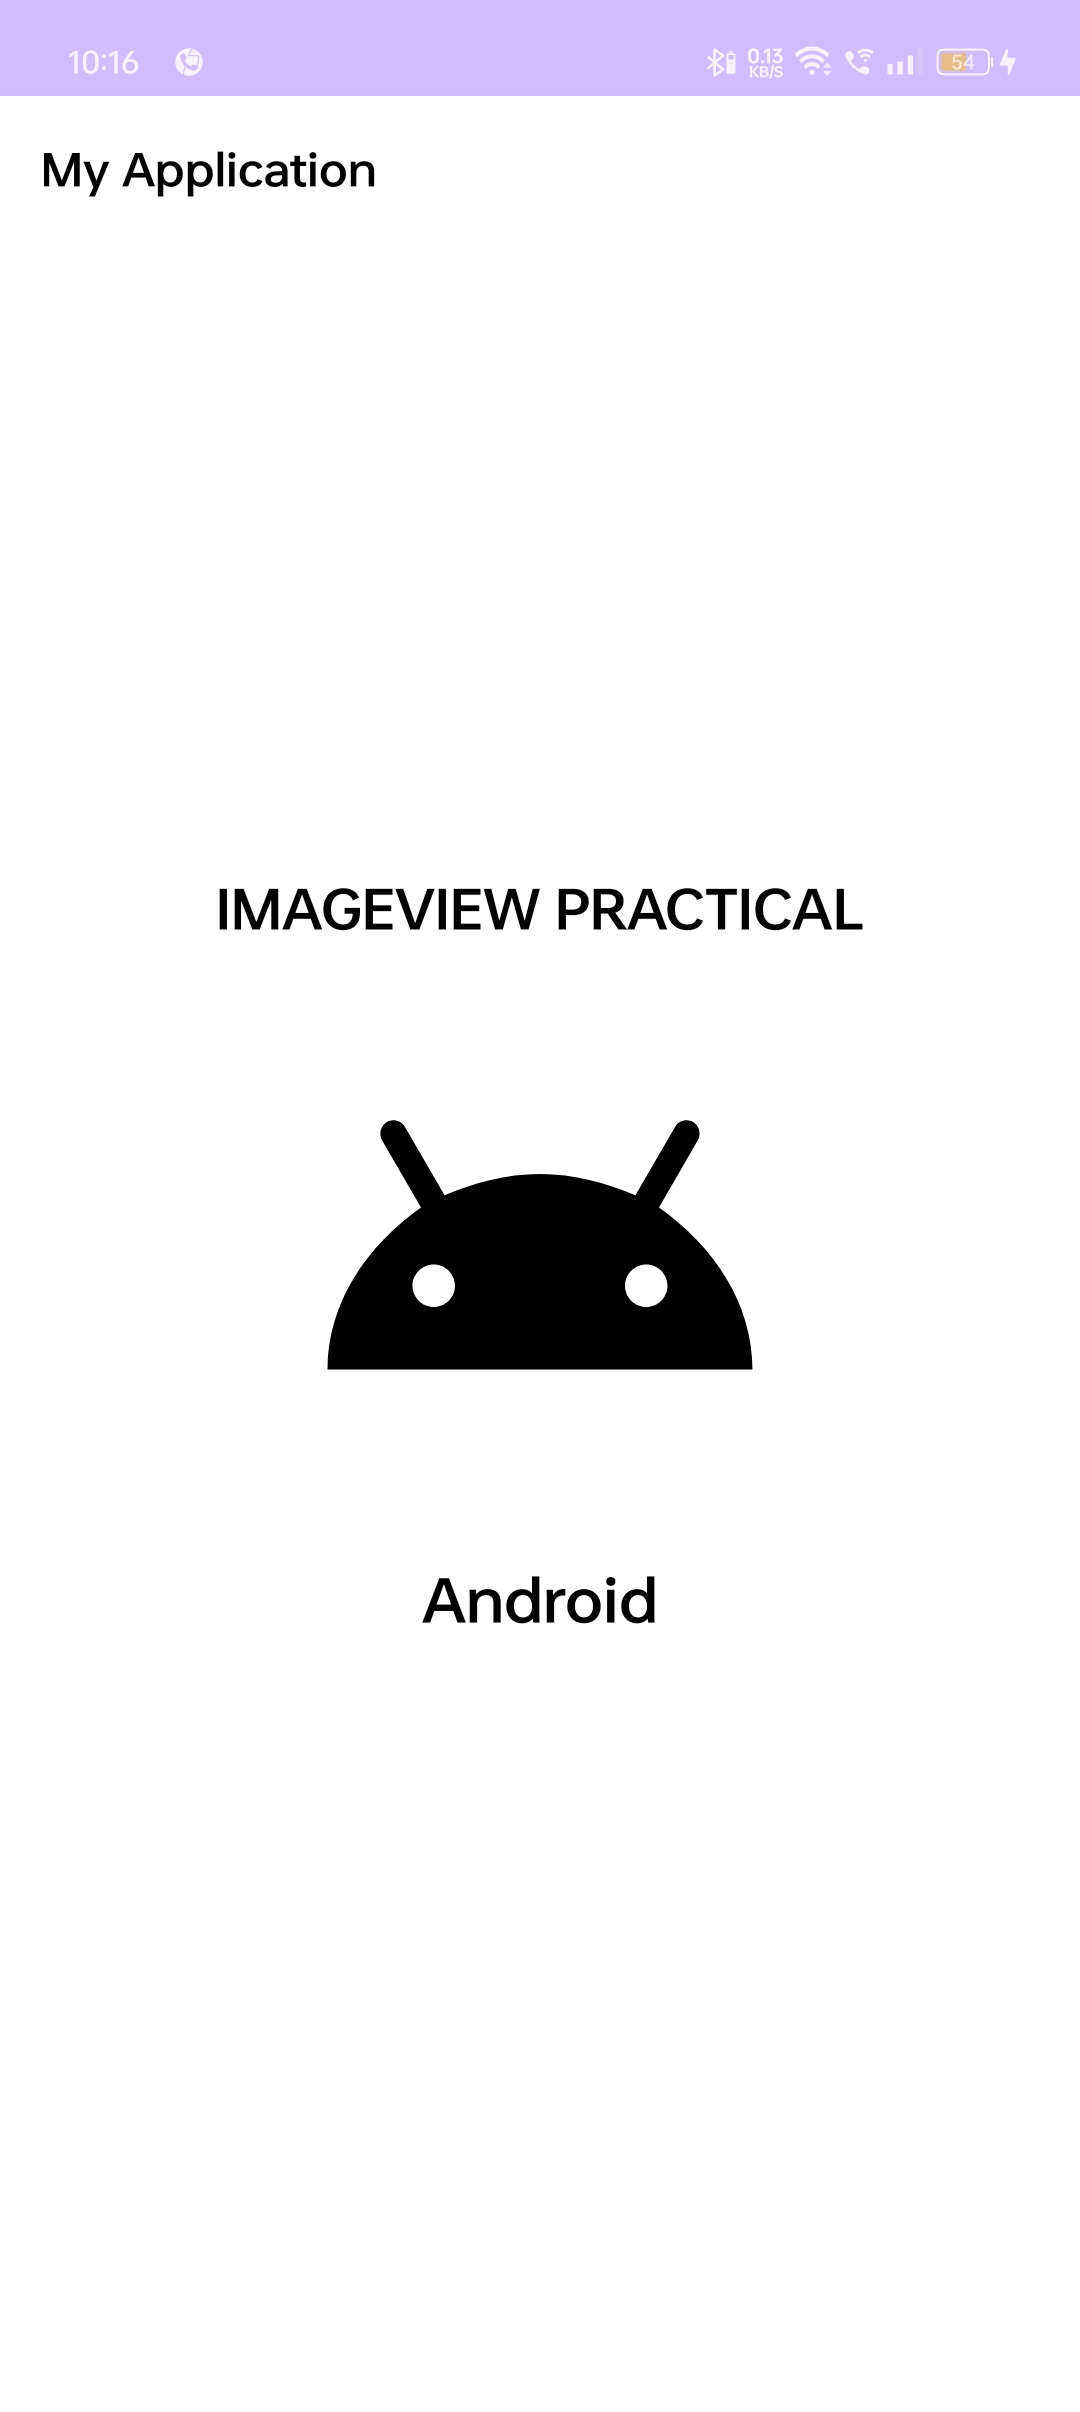 10:16
0.13
KB/S
54
My Application
IMAGEVIEW PRACTICAL
Android